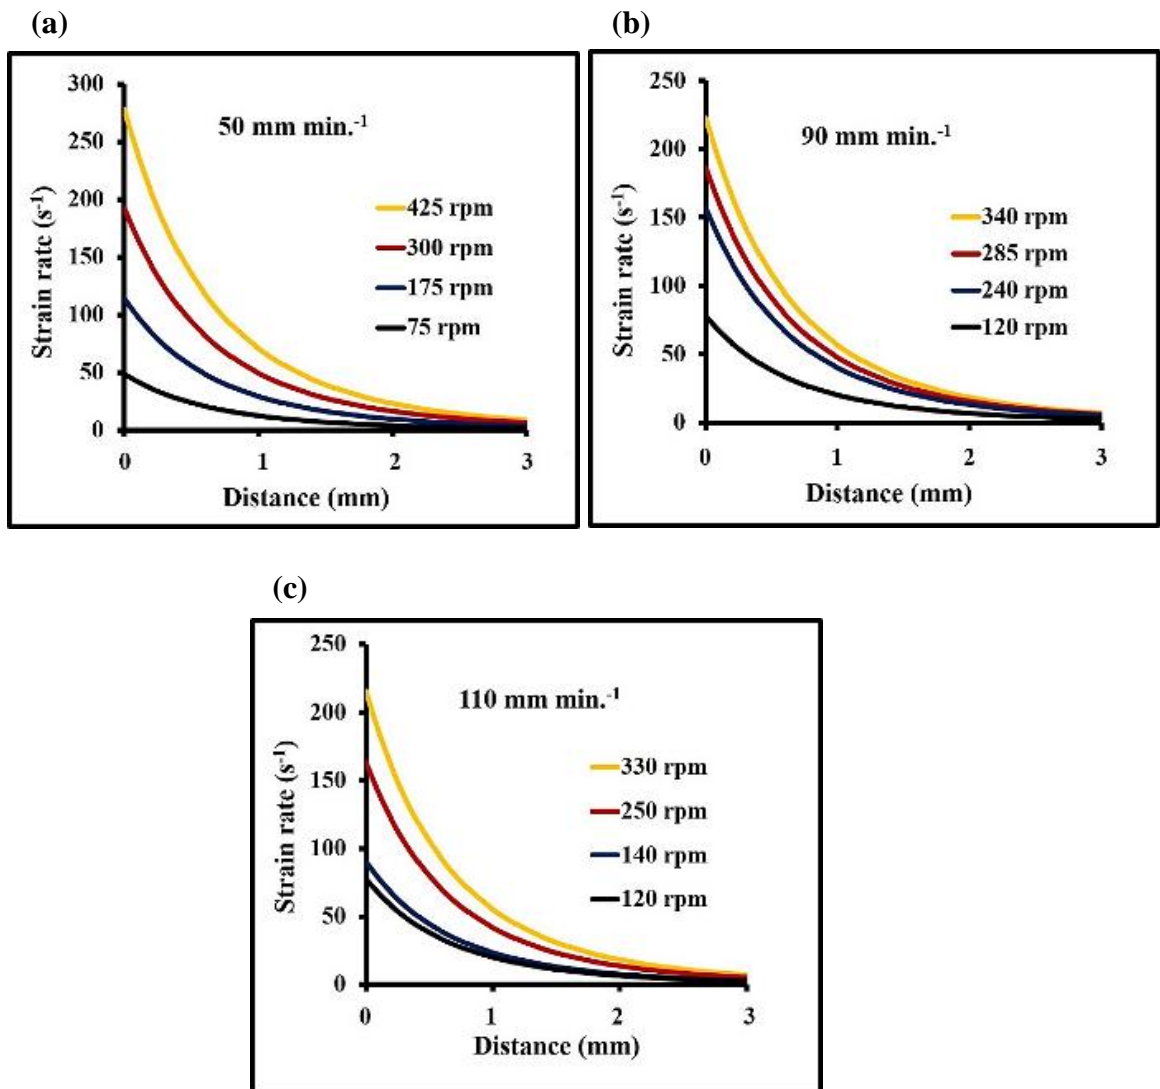 (a)
50 mm min.-1
Strain rate (s-1)
300
250
200
150
100
50
0
425 rpm
300 rpm
175 rpm
75 rpm
0 1 2 3
Distance (mm)
(b)
90 mm min.-1
Strain rate (s-1)
250
200
150
100
50
0
340 rpm
285 rpm
240 rpm
120 rpm
0 1 2 3
Distance (mm)
(c)
110 mm min.-1
Strain rate (s-1)
250
200
150
100
50
0
330 rpm
250 rpm
140 rpm
120 rpm
0 1 2 3
Distance (mm)